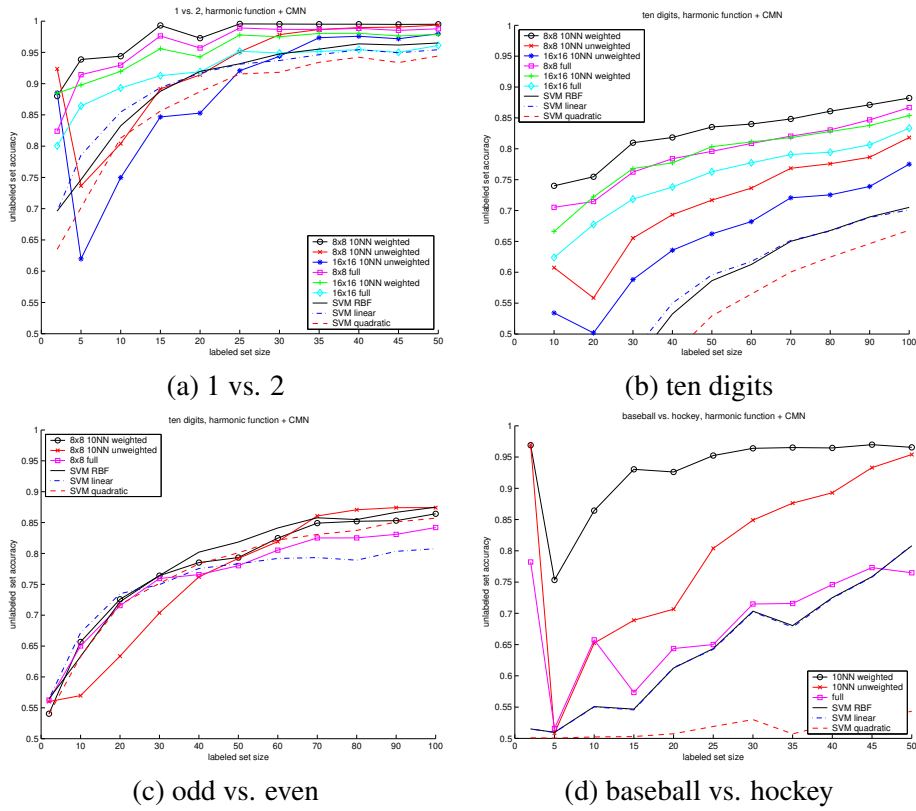 1 vs. 2, harmonic function + CMN
1
0.95
0.9
0.85
0.8
0.75
0.7
0.65
0.6
0.55
0.5
unlabeled set accuracy
8x8 10NN weighted
8x8 10NN unweighted
16x16 10NN unweighted
8x8 full
16x16 10NN weighted
16x16 full
SVM RBF
SVM linear
SVM quadratic
0 5 10 15 20 25 30 35 40 45 50
labeled set size
(a) 1 vs. 2
ten digits, harmonic function + CMN
1
0.95
0.9
0.85
0.8
0.75
0.7
0.65
0.6
0.55
0.5
unlabeled set accuracy
8x8 10NN weighted
8x8 10NN unweighted
16x16 10NN unweighted
8x8 full
16x16 10NN weighted
16x16 full
SVM RBF
SVM linear
SVM quadratic
0 10 20 30 40 50 60 70 80 90 100
labeled set size
(b) ten digits
ten digits, harmonic function + CMN
1
0.95
0.9
0.85
0.8
0.75
0.7
0.65
0.6
0.55
0.5
unlabeled set accuracy
8x8 10NN weighted
8x8 10NN unweighted
8x8 full
SVM RBF
SVM linear
SVM quadratic
0 10 20 30 40 50 60 70 80 90 100
labeled set size
(c) odd vs. even
baseball vs. hockey, harmonic function + CMN
1
0.95
0.9
0.85
0.8
0.75
0.7
0.65
0.6
0.55
0.5
unlabeled set accuracy
10NN weighted
10NN unweighted
full
SVM RBF
SVM linear
SVM quadratic
0 5 10 15 20 25 30 35 40 45 50
labeled set size
(d) baseball vs. hockey